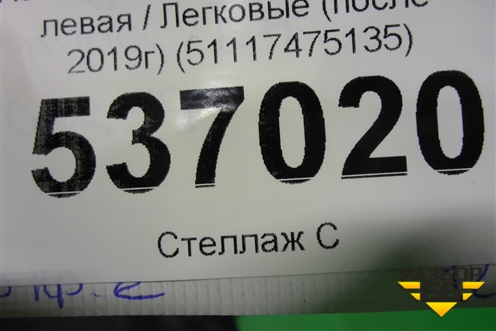 левая / Легковые (после
2019г) (51117475135)
537020
Стеллаж С